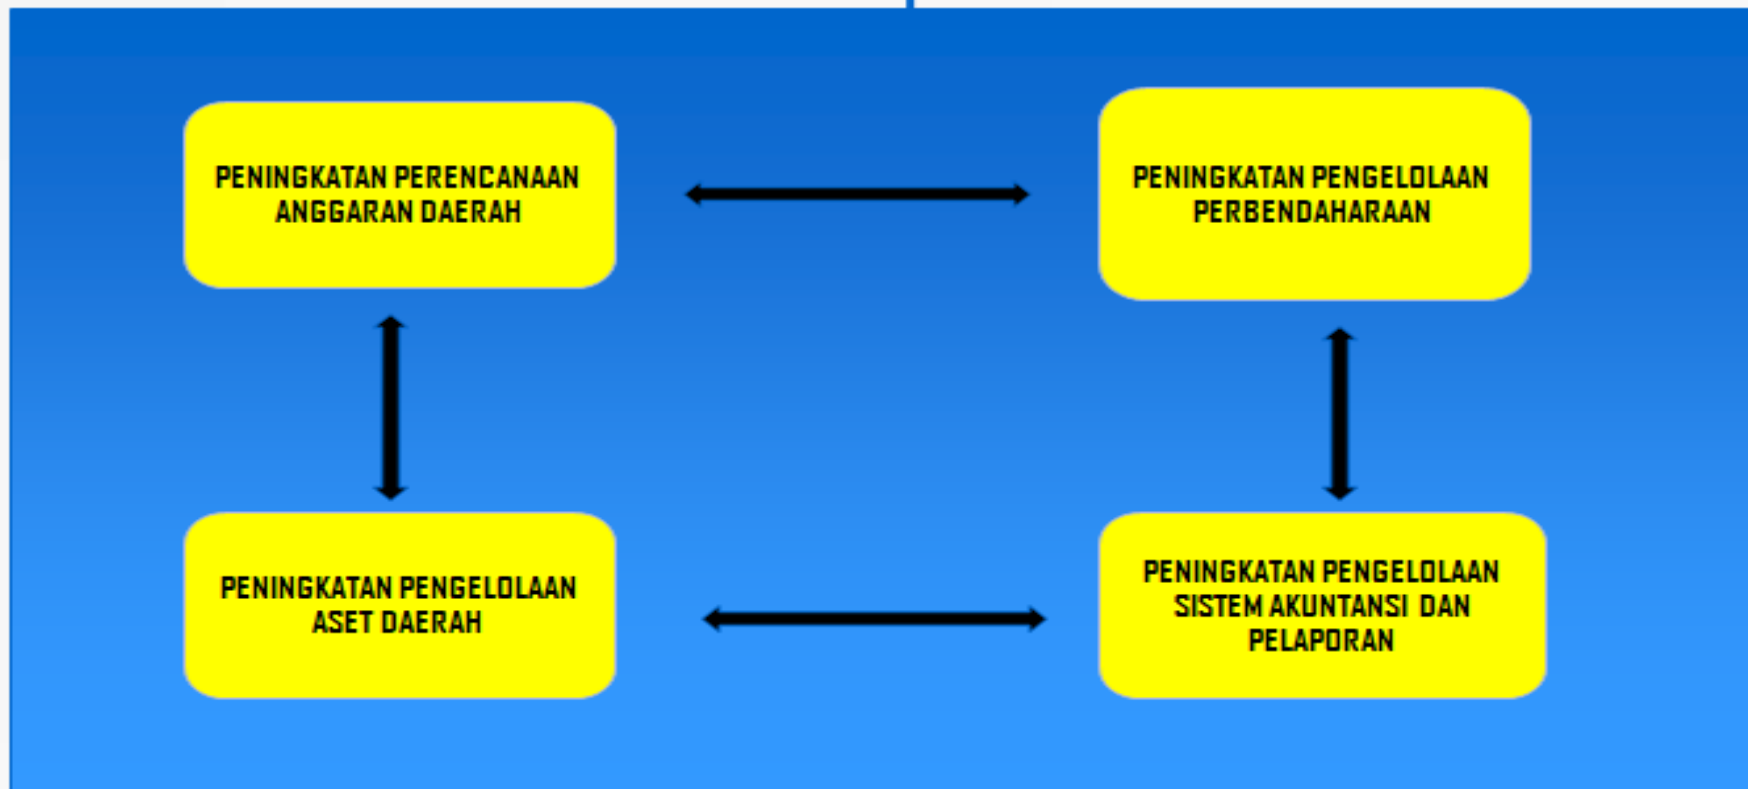 PENINGKATAN PERENCANAAN
ANGGARAN DAERAH
PENINGKATAN PENGELOLAAN
PERBENDAHARAAN
PENINGKATAN PENGELOLAAN
ASET DAERAH
PENINGKATAN PENGELOLAAN
SISTEM AKUNTANSI DAN
PELAPORAN